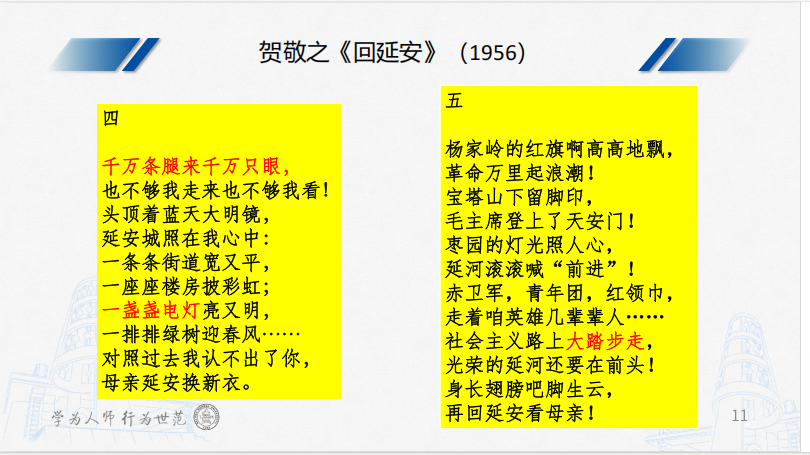 贺敬之《回延安》（1956）
四
千万条腿来千万只眼，
也不够我走来也不够我看！
头顶着蓝天大明镜，
延安城照在我心中：
一条条街道宽又平，
一座座楼房披彩虹；
一盏盏电灯亮又明，
一排排绿树迎春风……
对照过去我认不出了你，
母亲延安换新衣。
五
杨家岭的红旗啊高高地飘，
革命万里起浪潮！
宝塔山下留脚印，
毛主席登上了天安门！
枣园的灯光照人心，
延河滚滚喊“前进”！
赤卫军，青年团，红领巾，
走着咱英雄几辈辈人……
社会主义路上大踏步走，
光荣的延河还要在前头！
身长翅膀吧脚生云，
再回延安看母亲！
学为人师 行为世范
11